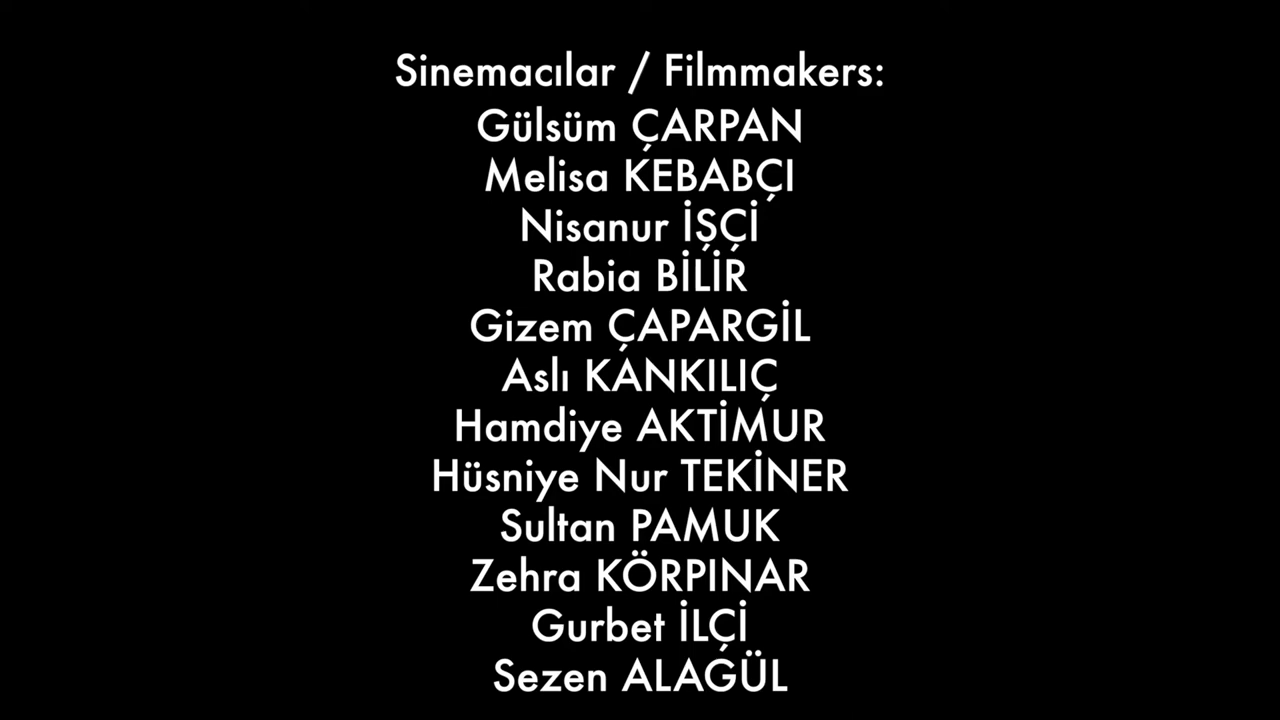 Sinemacılar / Filmmakers:
Gülsüm ÇARPAN
Melisa KEBABÇI
Nisanur İŞÇİ
Rabia BİLİR
Gizem ÇAPARGİL
Aslı KANKILIÇ
Hamdiye AKTİMUR
Hüsniye Nur TEKİNER
Sultan PAMUK
Zehra KÖRPINAR
Gurbet İLÇİ
Sezen ALAGÜL